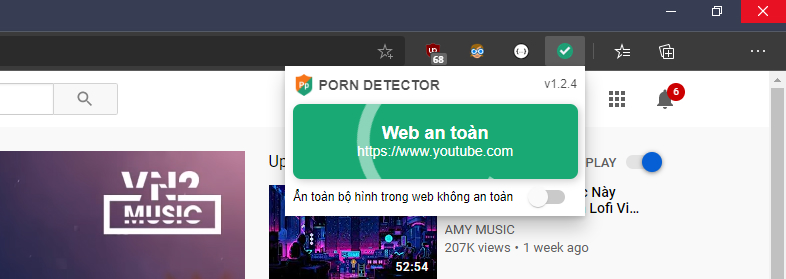 68
PORN DETECTOR
v1.2.4
Pp
Web an toàn
https://www.youtube.com
Ẩn toàn bộ hình trong web không an toàn
6
VN2
MUSIC
Up
PLAY
c Này
Lofi Vi...
AMY MUSIC
207K views • 1 week ago
52:54